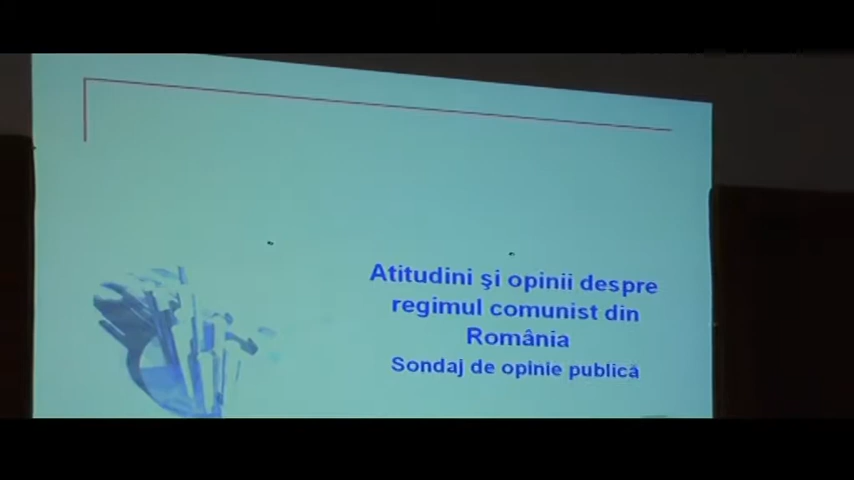 Atitudini şi opinii despre
regimul comunist din
România
Sondaj de opinie publică